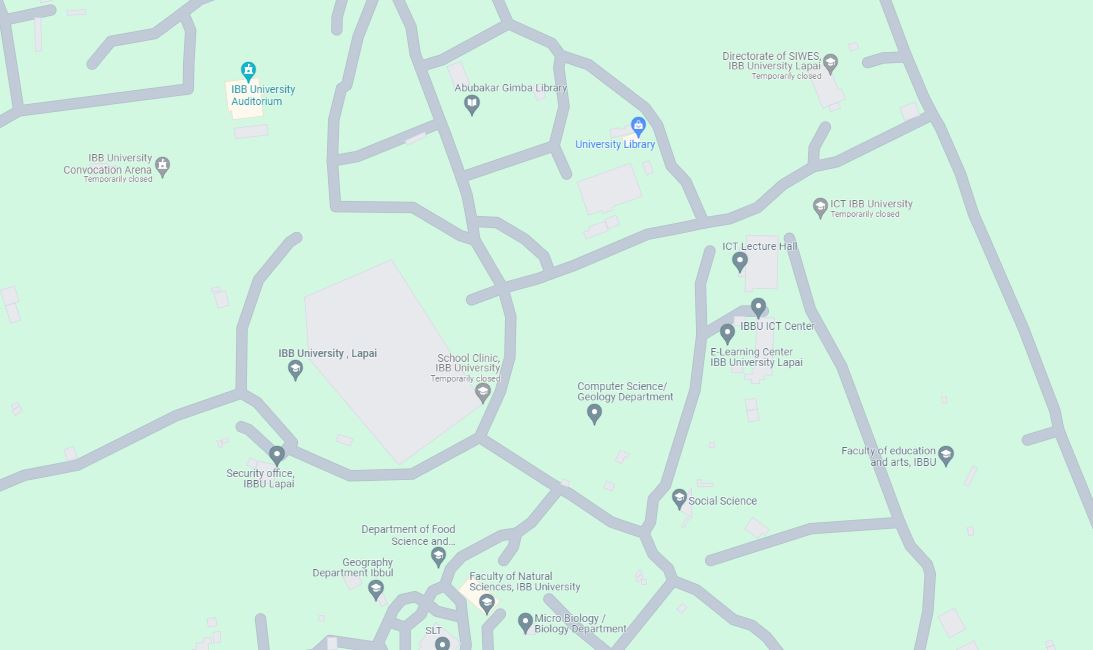 IBB University
Auditorium
Abubakar Gimba Library
Directorate of SIWES,
IBB University Lapai
Temporarily closed
University Library
IBB University
Convocation Arena
Temporarily closed
ICT IBB University
Temporarily closed
ICT Lecture Hall
IBBU ICT Center
E-Learning Center
IBB University Lapai
IBB University , Lapai
School Clinic,
IBB University
Temporarily closed
Computer Science/
Geology Department
Faculty of education
and arts, IBBU
Security office,
IBBU Lapai
Social Science
Department of Food
Science and...
Geography
Department Ibbul
Faculty of Natural
Sciences, IBB University
Micro Biology /
Biology Department
SLT